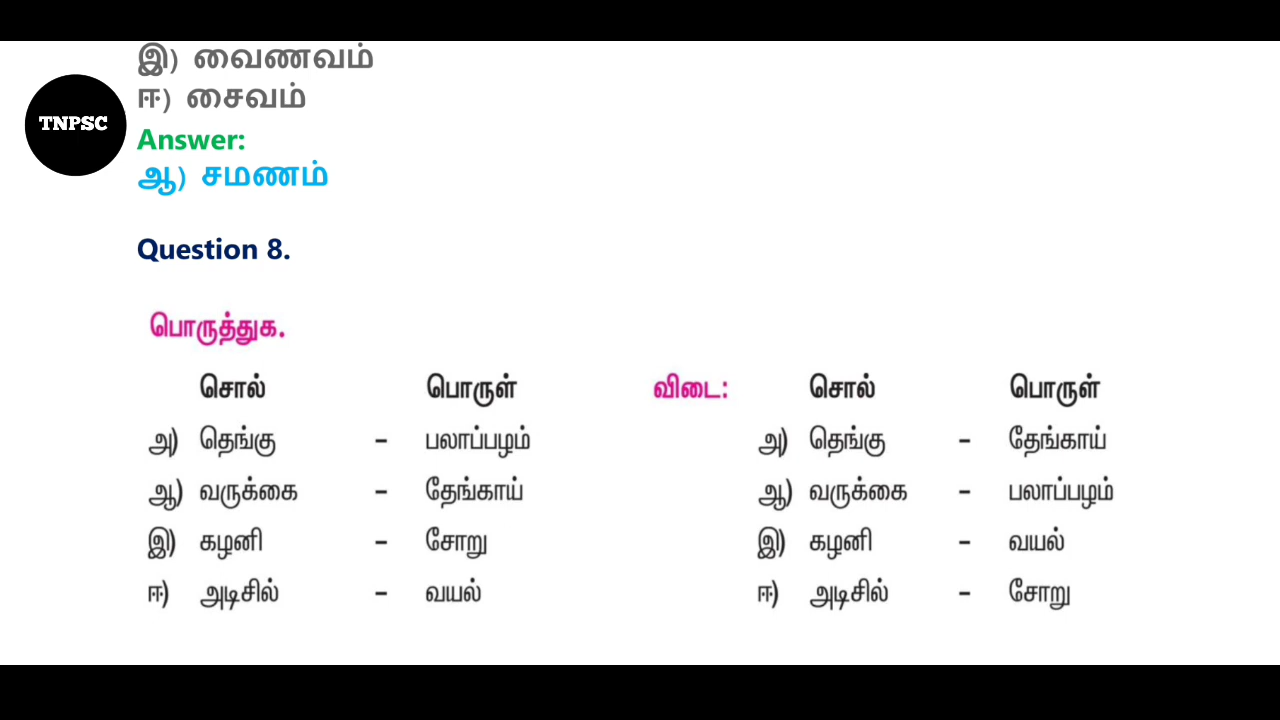 இ) வைணவம்
ஈ) சைவம்
TNPSC
Answer:
ஆ) சமணம்
Question 8.
பொருத்துக.
சொல் பொருள் விடை: சொல் பொருள்
அ) தெங்கு – பலாப்பழம் அ) தெங்கு – தேங்காய்
ஆ) வருக்கை – தேங்காய் ஆ) வருக்கை – பலாப்பழம்
இ) கழனி – சோறு இ) கழனி – வயல்
ஈ) அடிசில் – வயல் ஈ) அடிசில் – சோறு